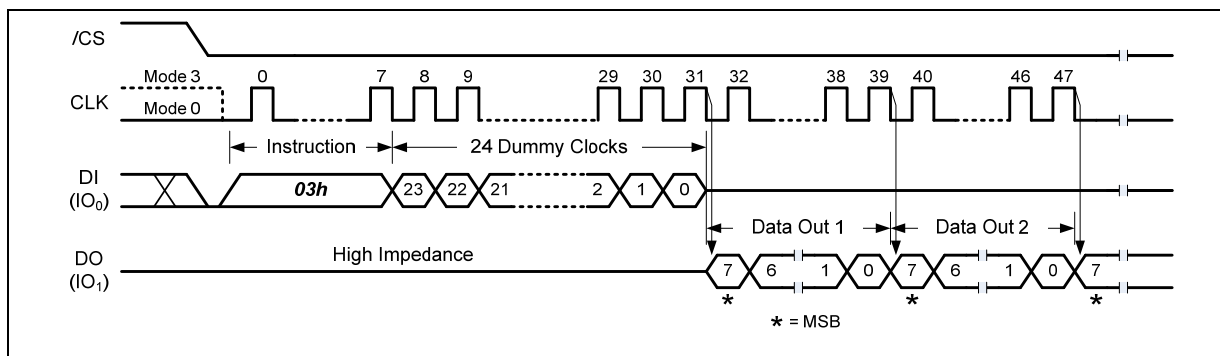 /CS
Mode 3 0 7 8 9 29 30 31 32 38 39 40 46 47
CLK
Mode 0
Instruction 24 Dummy Clocks
DI
(IO0)
03h 23 22 21 2 1 0
Data Out 1 Data Out 2
DO
(IO1)
High Impedance 7 6 1 0 7 6 1 0 7
* * *
* = MSB